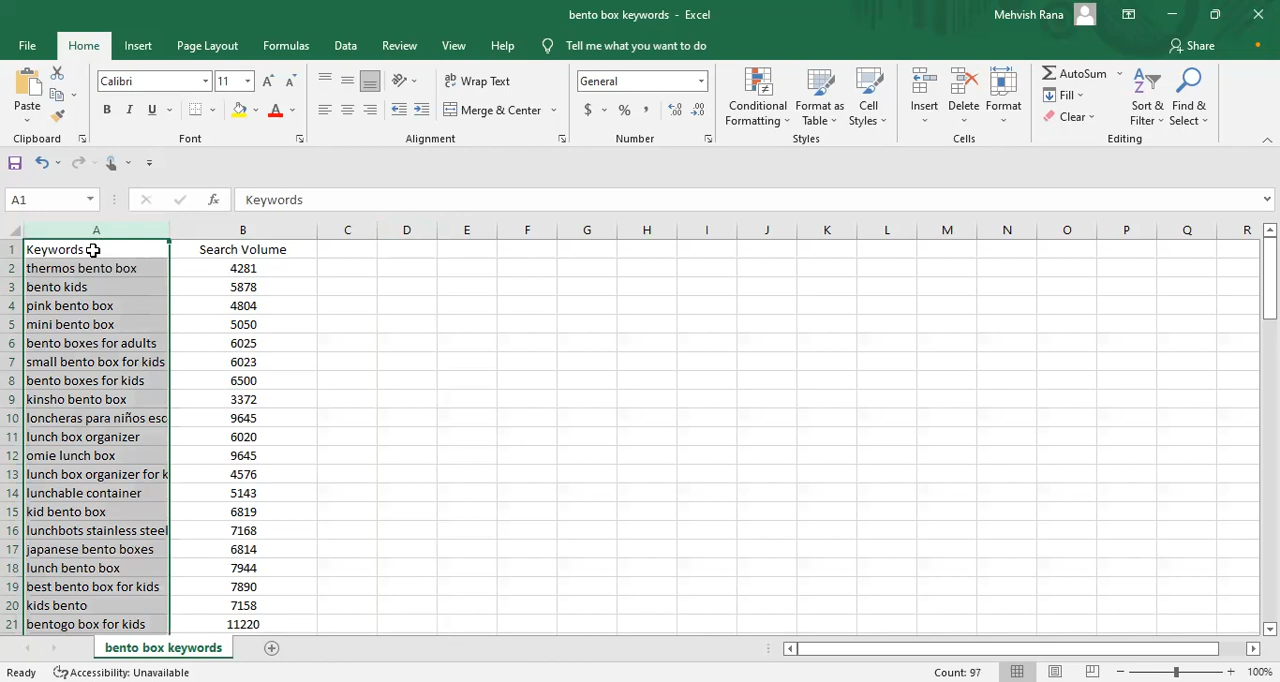 bento box keywords - Excel
Mehvish Rana
File Home Insert Page Layout Formulas Data Review View Help Tell me what you want to do Share
Paste
Clipboard
Calibri 11
B I U
Font
Wrap Text
Merge & Center
Alignment
General
$ % ,
Number
Conditional Formatting
Format as Table
Cell Styles
Styles
Insert
Delete
Format
Cells
AutoSum
Fill
Clear
Sort & Filter
Find & Select
Editing
A1 fx Keywords
A B C D E F G H I J K L M N O P Q R
1 Keywords Search Volume
2 thermos bento box 4281
3 bento kids 5878
4 pink bento box 4804
5 mini bento box 5050
6 bento boxes for adults 6025
7 small bento box for kids 6023
8 bento boxes for kids 6500
9 kinsho bento box 3372
10 loncheras para niños esc 9645
11 lunch box organizer 6020
12 omie lunch box 9645
13 lunch box organizer for k 4576
14 lunchable container 5143
15 kid bento box 6819
16 lunchbots stainless steel 7168
17 japanese bento boxes 6814
18 lunch bento box 7944
19 best bento box for kids 7890
20 kids bento 7158
21 bentogo box for kids 11220
bento box keywords
Ready Accessibility: Unavailable Count: 97 100%